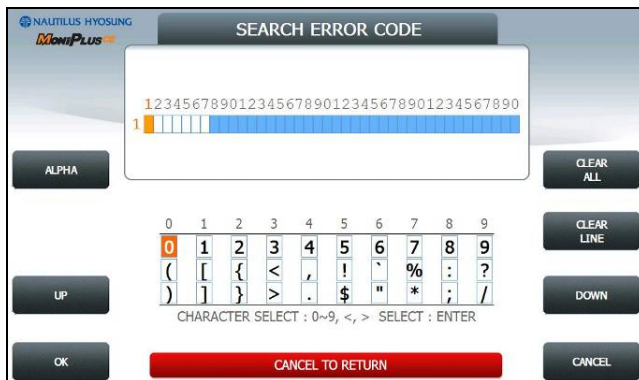 NAUTILUS HYOSUNG
MoniPlusCE
SEARCH ERROR CODE
1234567890123456789012345678901234567890
1
ALPHA
CLEAR
ALL
0 1 2 3 4 5 6 7 8 9
0 1 2 3 4 5 6 7 8 9
( [ { < , ! ` % : ?
) ] } > . $ " * ; /
CLEAR
LINE
UP
DOWN
CHARACTER SELECT : 0~9, <, > SELECT : ENTER
OK
CANCEL TO RETURN
CANCEL